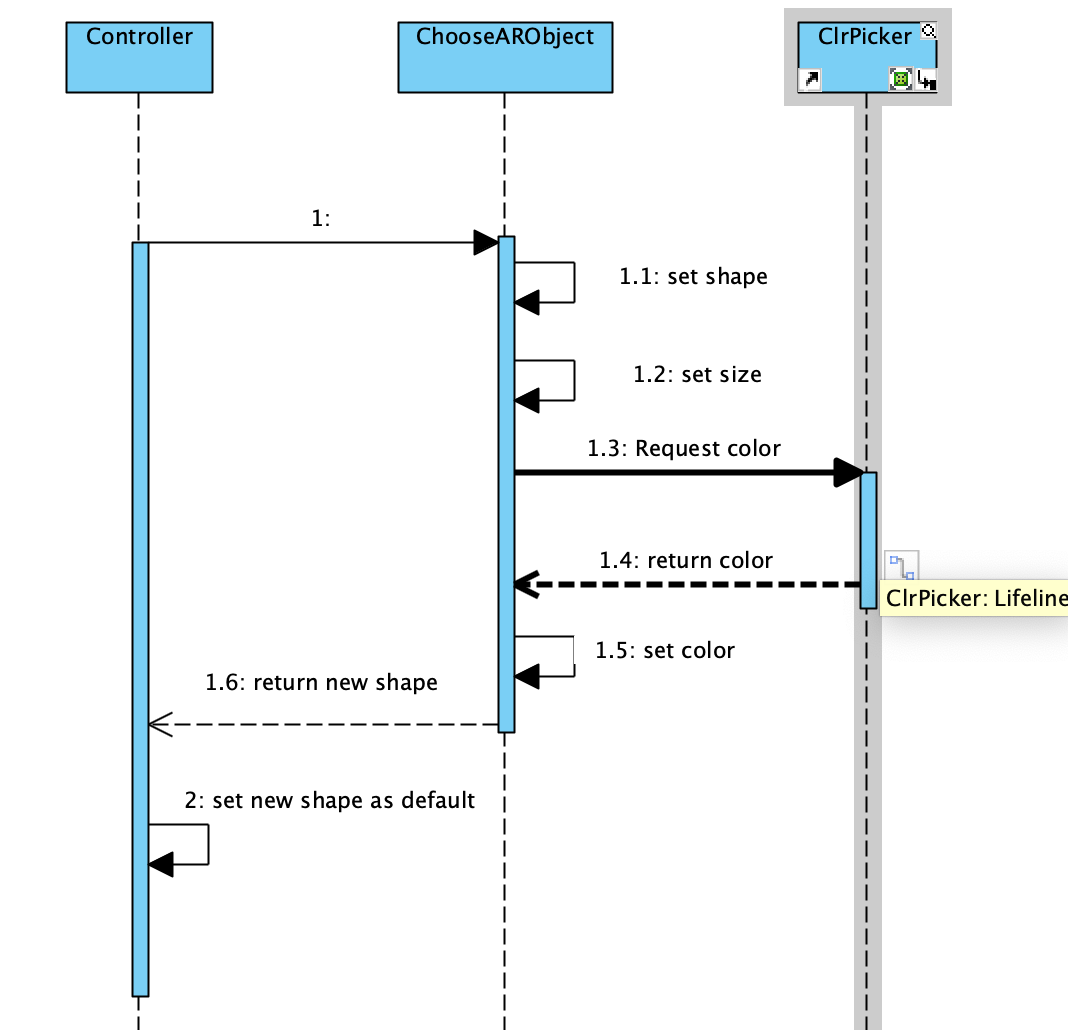 Controller
ChooseARObject
ClrPicker
1:
1.1: set shape
1.2: set size
1.3: Request color
1.4: return color
ClrPicker: Lifeline
1.5: set color
1.6: return new shape
2: set new shape as default